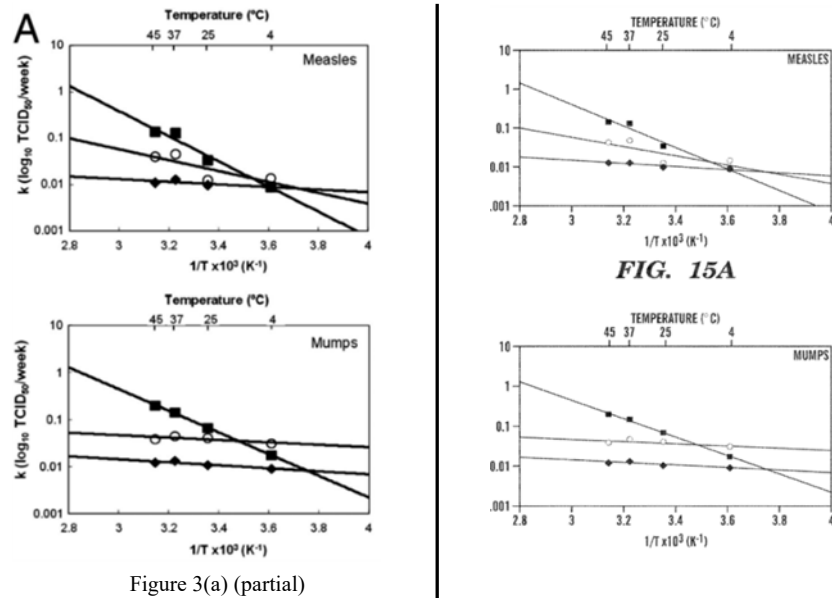 A
Temperature (ºC)
45 37 25 4
Measles
10
1
0.1
0.01
0.001
k (log10 TCID50/week)
2.8 3 3.2 3.4 3.6 3.8 4
1/T x10³ (K⁻¹)
Temperature (ºC)
45 37 25 4
Mumps
10
1
0.1
0.01
0.001
k (log10 TCID50/week)
2.8 3 3.2 3.4 3.6 3.8 4
1/T x10³ (K⁻¹)
Figure 3(a) (partial)
TEMPERATURE (°C)
45 37 25 4
MEASLES
10
1
0.1
.01
.001
k (log10 TCID50/week)
2.8 3 3.2 3.4 3.6 3.8 4
1/T x10³ (K⁻¹)
FIG. 15A
TEMPERATURE (°C)
45 37 25 4
MUMPS
10
1
0.1
.01
.001
k (log10 TCID50/week)
2.8 3 3.2 3.4 3.6 3.8 4
1/T x10³ (K⁻¹)